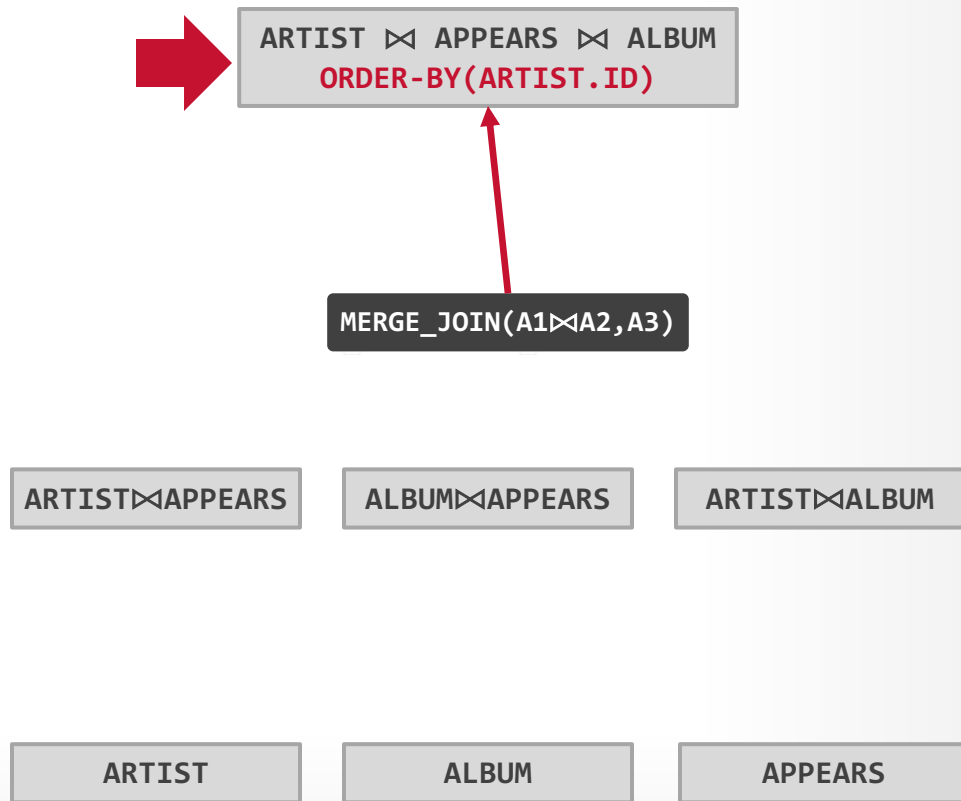 ARTIST ⋈ APPEARS ⋈ ALBUM
ORDER-BY(ARTIST.ID)
MERGE_JOIN(A1⋈A2,A3)
ARTIST⋈APPEARS
ALBUM⋈APPEARS
ARTIST⋈ALBUM
ARTIST
ALBUM
APPEARS